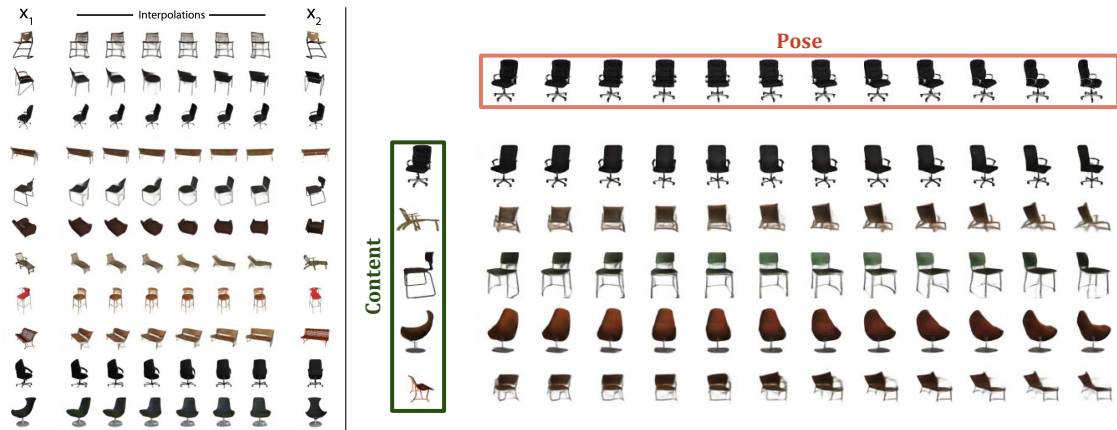 X1
Interpolations
X2
Pose
Content